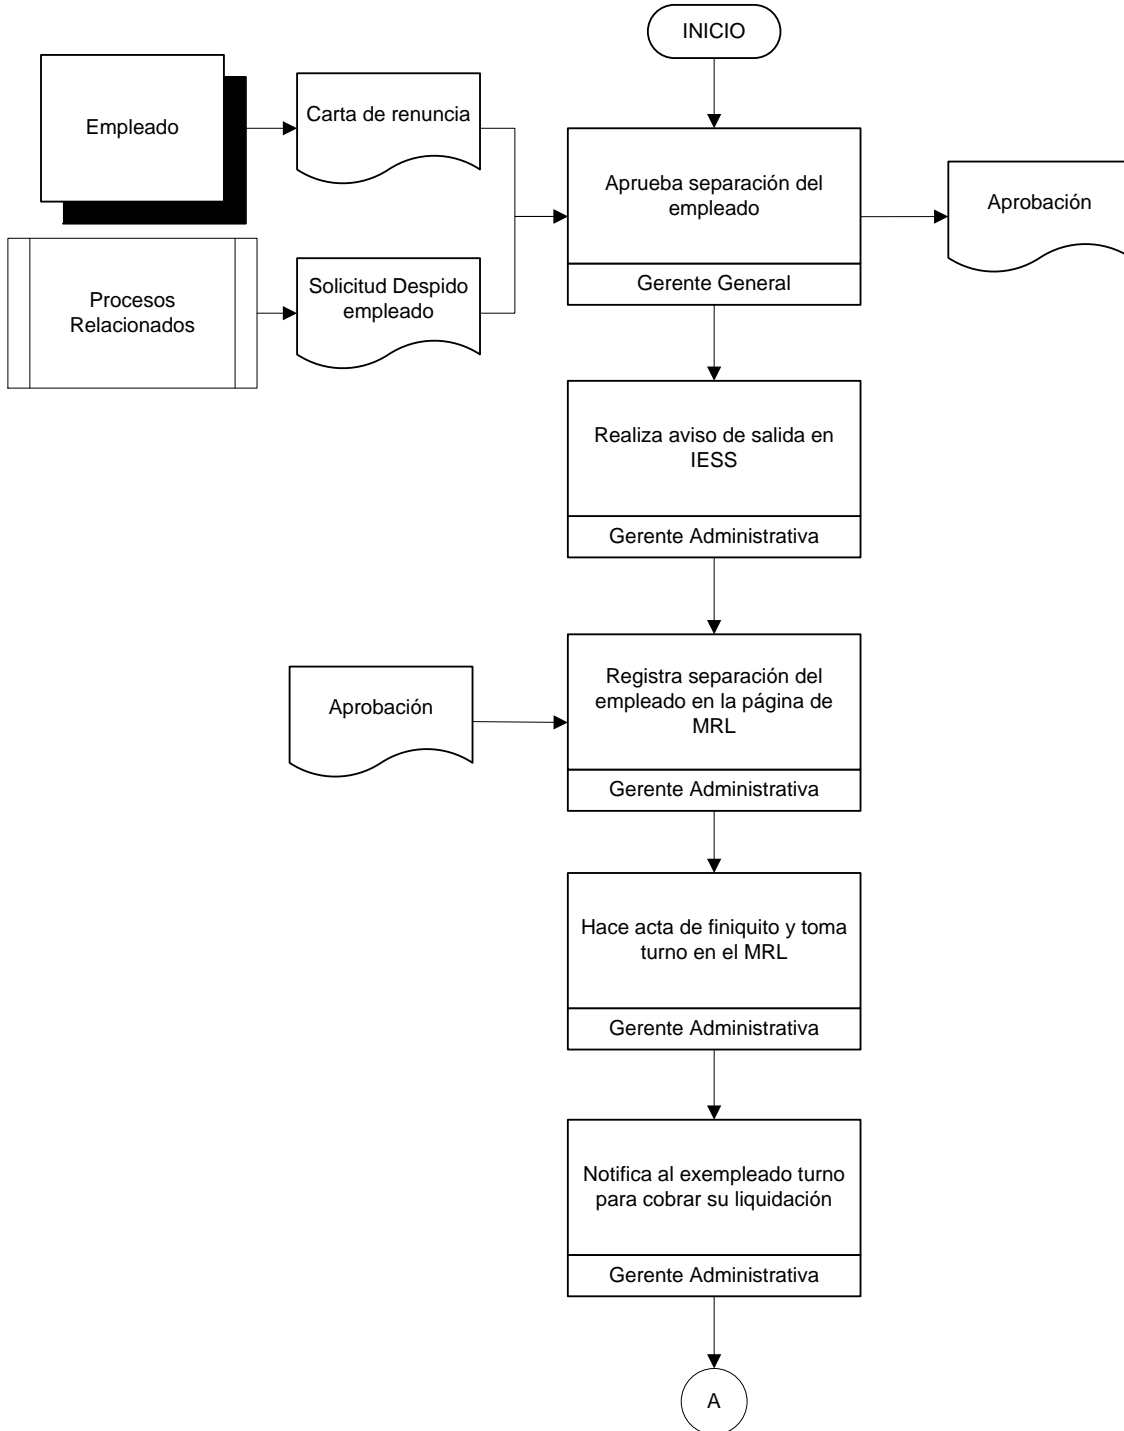 INICIO
Empleado
Carta de renuncia
Aprueba separación del
empleado
Gerente General
Aprobación
Procesos
Relacionados
Solicitud Despido
empleado
Realiza aviso de salida en
IESS
Gerente Administrativa
Aprobación
Registra separación del
empleado en la página de
MRL
Gerente Administrativa
Hace acta de finiquito y toma
turno en el MRL
Gerente Administrativa
Notifica al exempleado turno
para cobrar su liquidación
Gerente Administrativa
A